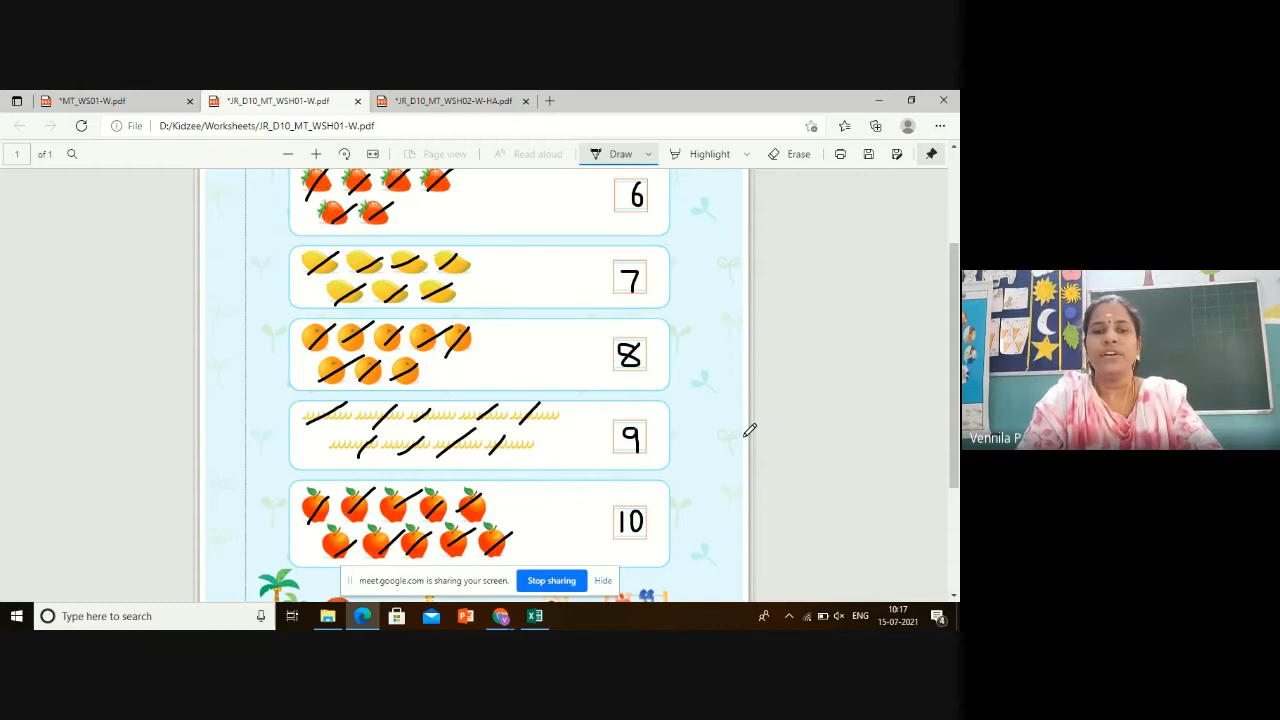 *MT_WS01-W.pdf
*JR_D10_MT_WSH01-W.pdf
*JR_D10_MT_WSH02-W-HA.pdf
File
D:/Kidzee/Worksheets/JR_D10_MT_WSH01-W.pdf
1 of 1
Page view
Read aloud
Draw
Highlight
Erase
6
7
8
9
10
Vennila P
meet.google.com is sharing your screen.
Stop sharing
Hide
Type here to search
ENG
10:17
15-07-2021
4